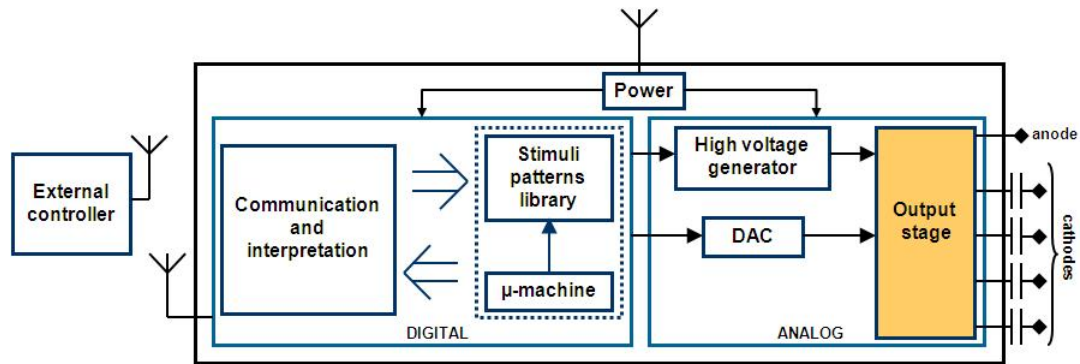 Power
External
controller
Communication
and
interpretation
Stimuli
patterns
library
µ-machine
DIGITAL
High voltage
generator
DAC
ANALOG
Output
stage
anode
cathodes